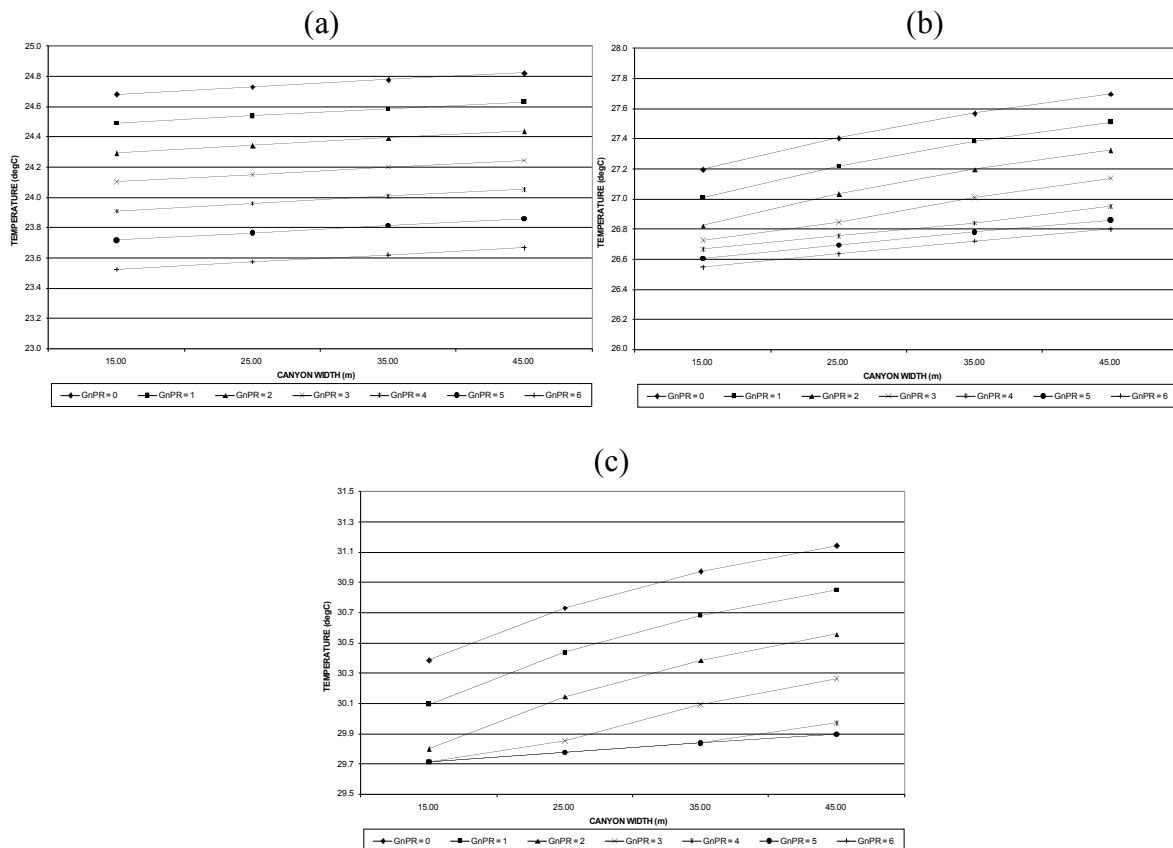 (a)
25.0
24.8
24.6
24.4
24.2
24.0
23.8
23.6
23.4
23.2
23.0
TEMPERATURE (degC)
15.00 25.00 35.00 45.00
CANYON WIDTH (m)
GnPR = 0 GnPR = 1 GnPR = 2 GnPR = 3 GnPR = 4 GnPR = 5 GnPR = 6
(b)
28.0
27.8
27.6
27.4
27.2
27.0
26.8
26.6
26.4
26.2
26.0
TEMPERATURE (degC)
15.00 25.00 35.00 45.00
CANYON WIDTH (m)
GnPR = 0 GnPR = 1 GnPR = 2 GnPR = 3 GnPR = 4 GnPR = 5 GnPR = 6
(c)
31.5
31.3
31.1
30.9
30.7
30.5
30.3
30.1
29.9
29.7
29.5
TEMPERATURE (degC)
15.00 25.00 35.00 45.00
CANYON WIDTH (m)
GnPR = 0 GnPR = 1 GnPR = 2 GnPR = 3 GnPR = 4 GnPR = 5 GnPR = 6